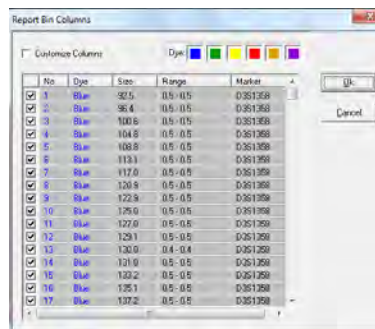 Report Bin Columns
Customize Columns Dye:
No Dye Size Range Marker
1 Blue 92.5 0.5 - 0.5 D3S1358
2 Blue 96.4 0.5 - 0.5 D3S1358
3 Blue 100.6 0.5 - 0.5 D3S1358
4 Blue 104.8 0.5 - 0.5 D3S1358
5 Blue 108.8 0.5 - 0.5 D3S1358
6 Blue 113.1 0.5 - 0.5 D3S1358
7 Blue 117.0 0.5 - 0.5 D3S1358
8 Blue 120.9 0.5 - 0.5 D3S1358
9 Blue 122.9 0.5 - 0.5 D3S1358
10 Blue 125.0 0.5 - 0.5 D3S1358
11 Blue 127.0 0.5 - 0.5 D3S1358
12 Blue 129.1 0.5 - 0.5 D3S1358
13 Blue 130.0 0.4 - 0.4 D3S1358
14 Blue 131.0 0.5 - 0.5 D3S1358
15 Blue 133.2 0.5 - 0.5 D3S1358
16 Blue 135.1 0.5 - 0.5 D3S1358
17 Blue 137.2 0.5 - 0.5 D3S1358
Ok
Cancel